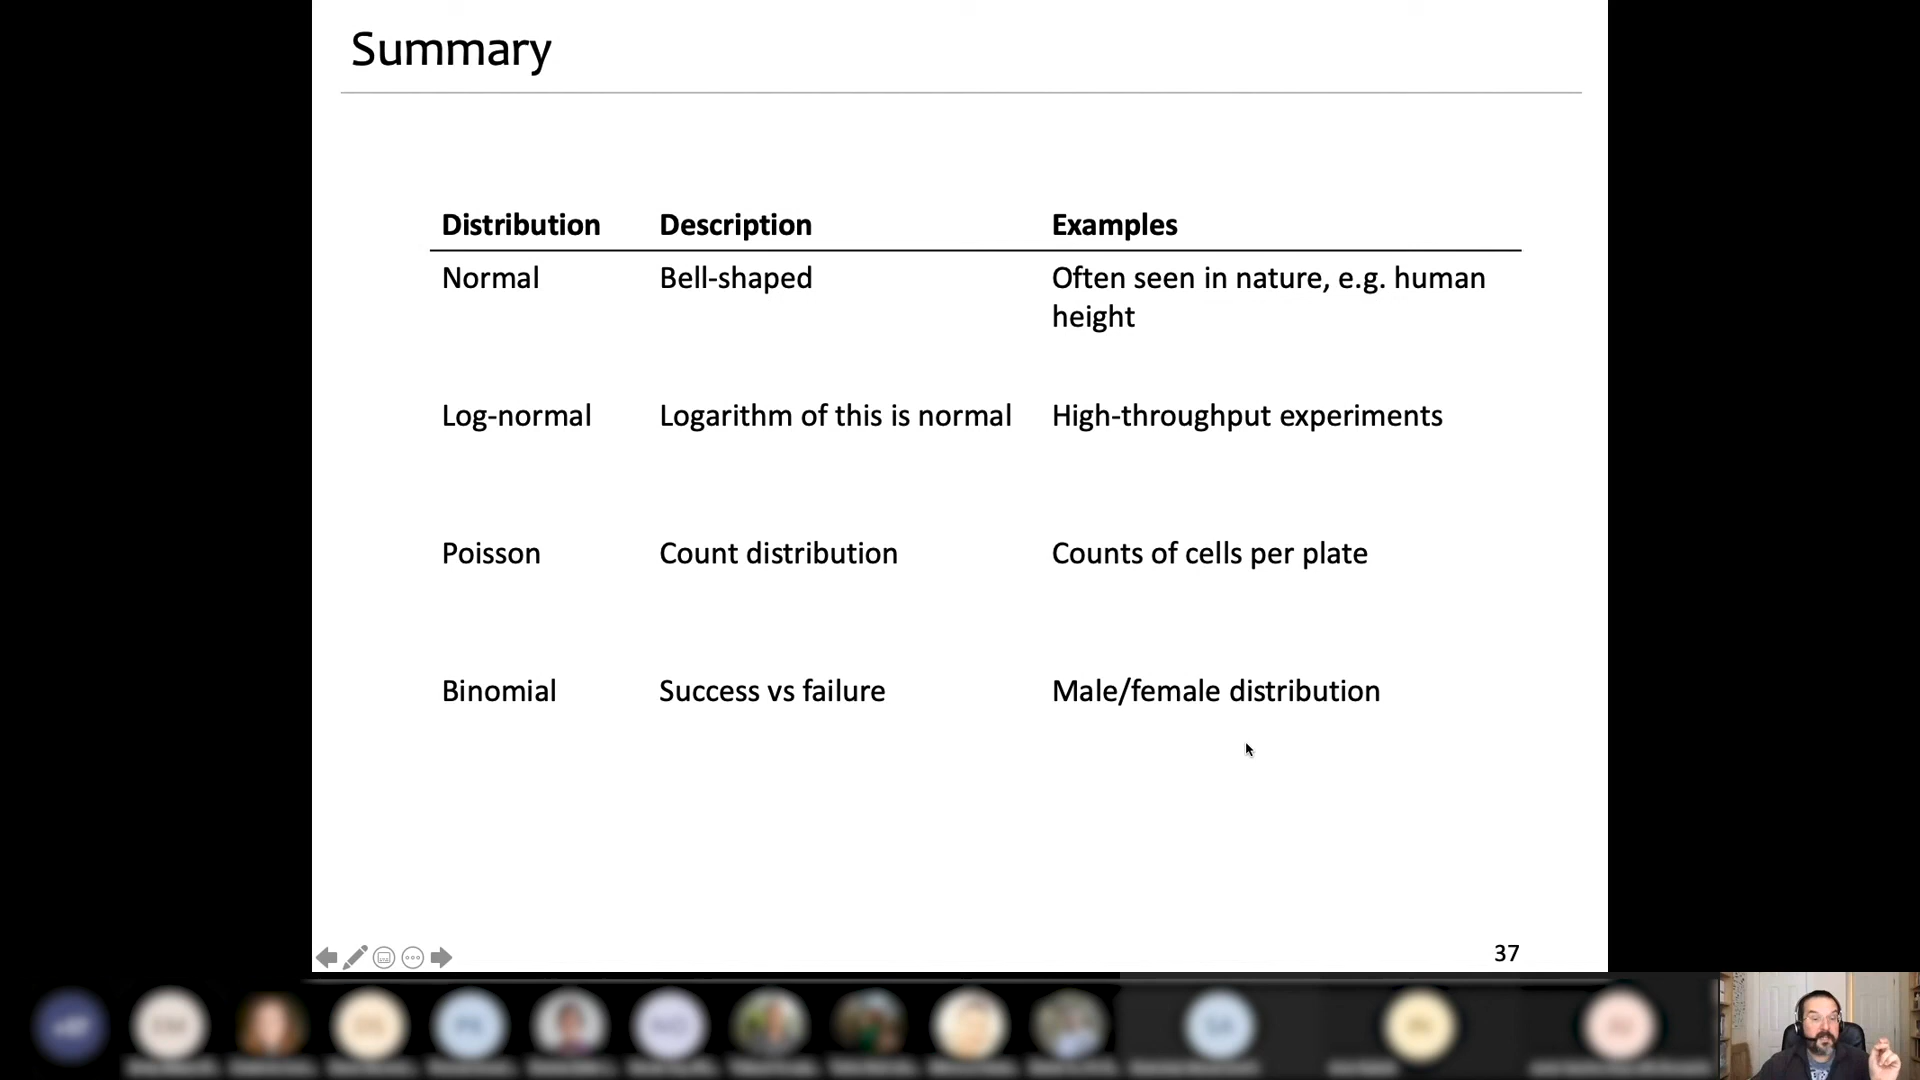 Summary
Distribution Description Examples
Normal Bell-shaped Often seen in nature, e.g. human
height
Log-normal Logarithm of this is normal High-throughput experiments
Poisson Count distribution Counts of cells per plate
Binomial Success vs failure Male/female distribution
37